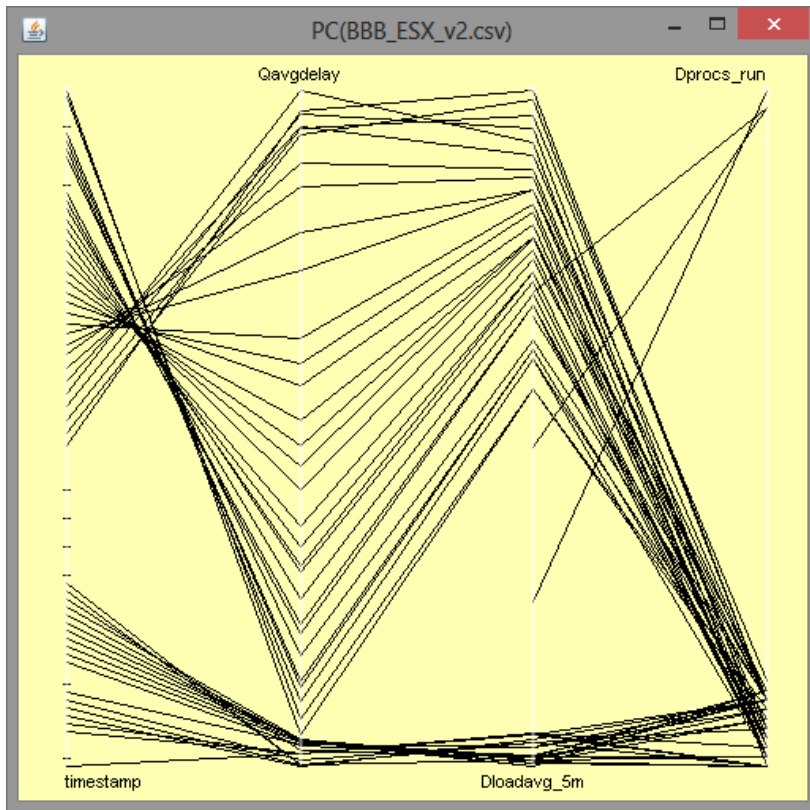 PC(BBB_ESX_v2.csv)
Qavgdelay
Dprocs_run
timestamp
Dloadavg_5m